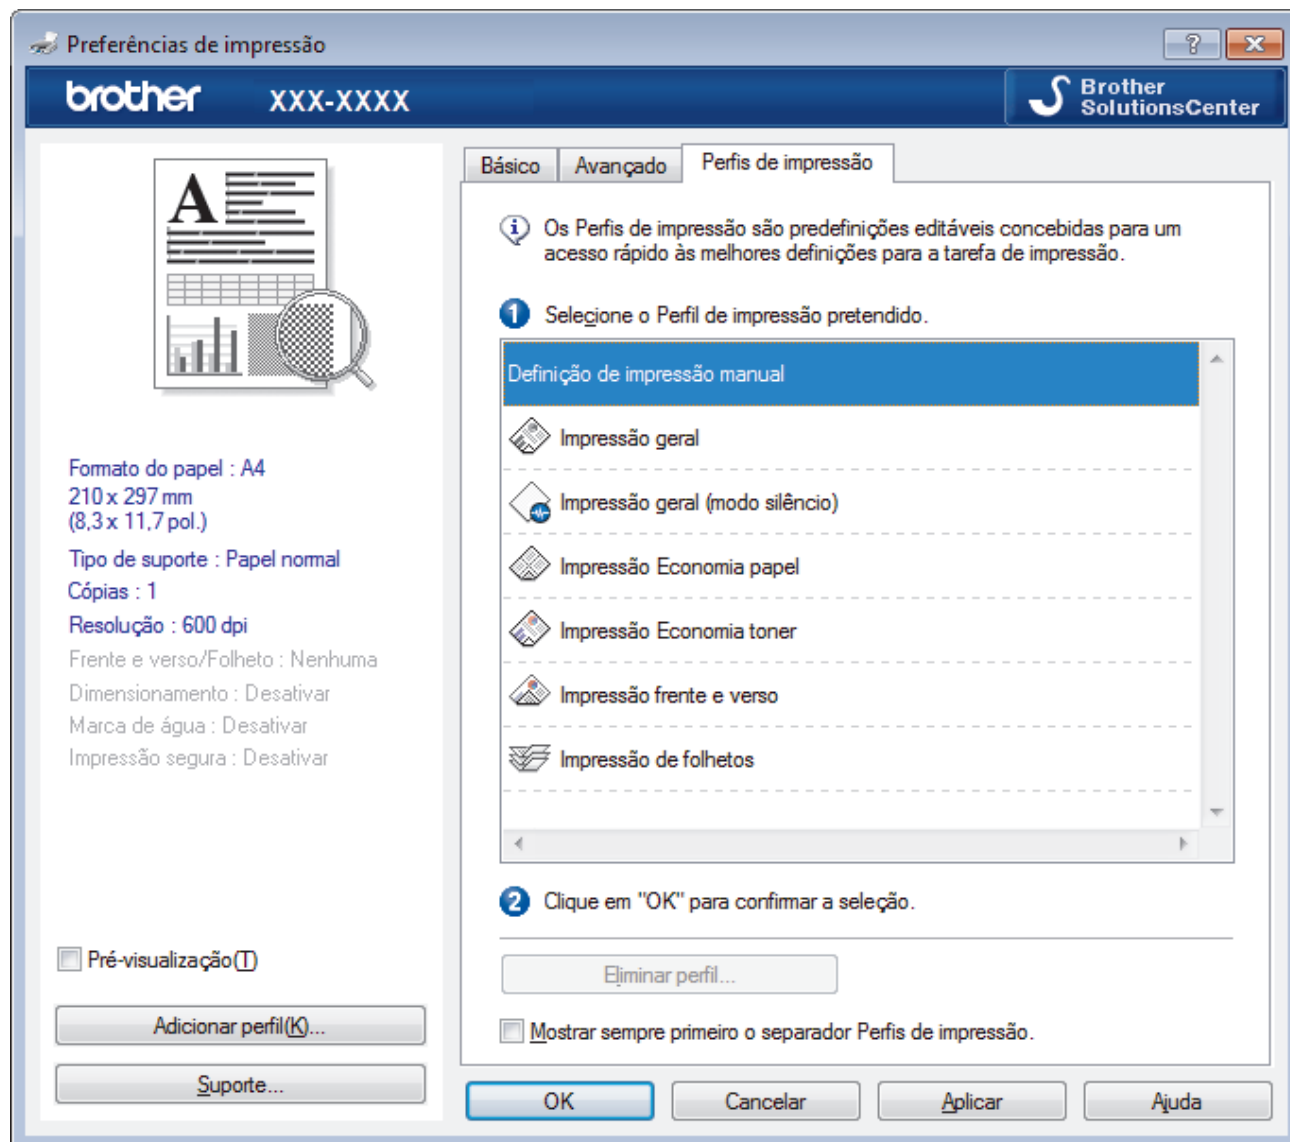 Preferências de impressão
brother XXX-XXXX
Brother
SolutionsCenter
A
Formato do papel : A4
210 x 297 mm
(8,3 x 11,7 pol.)
Tipo de suporte : Papel normal
Cópias : 1
Resolução : 600 dpi
Frente e verso/Folheto : Nenhuma
Dimensionamento : Desativar
Marca de água : Desativar
Impressão segura : Desativar
Pré-visualização(T)
Adicionar perfil(K)...
Suporte...
Básico
Avançado
Perfis de impressão
Os Perfis de impressão são predefinições editáveis concebidas para um
acesso rápido às melhores definições para a tarefa de impressão.
1 Selecione o Perfil de impressão pretendido.
Definição de impressão manual
Impressão geral
Impressão geral (modo silêncio)
Impressão Economia papel
Impressão Economia toner
Impressão frente e verso
Impressão de folhetos
2 Clique em "OK" para confirmar a seleção.
Eliminar perfil...
Mostrar sempre primeiro o separador Perfis de impressão.
OK
Cancelar
Aplicar
Ajuda